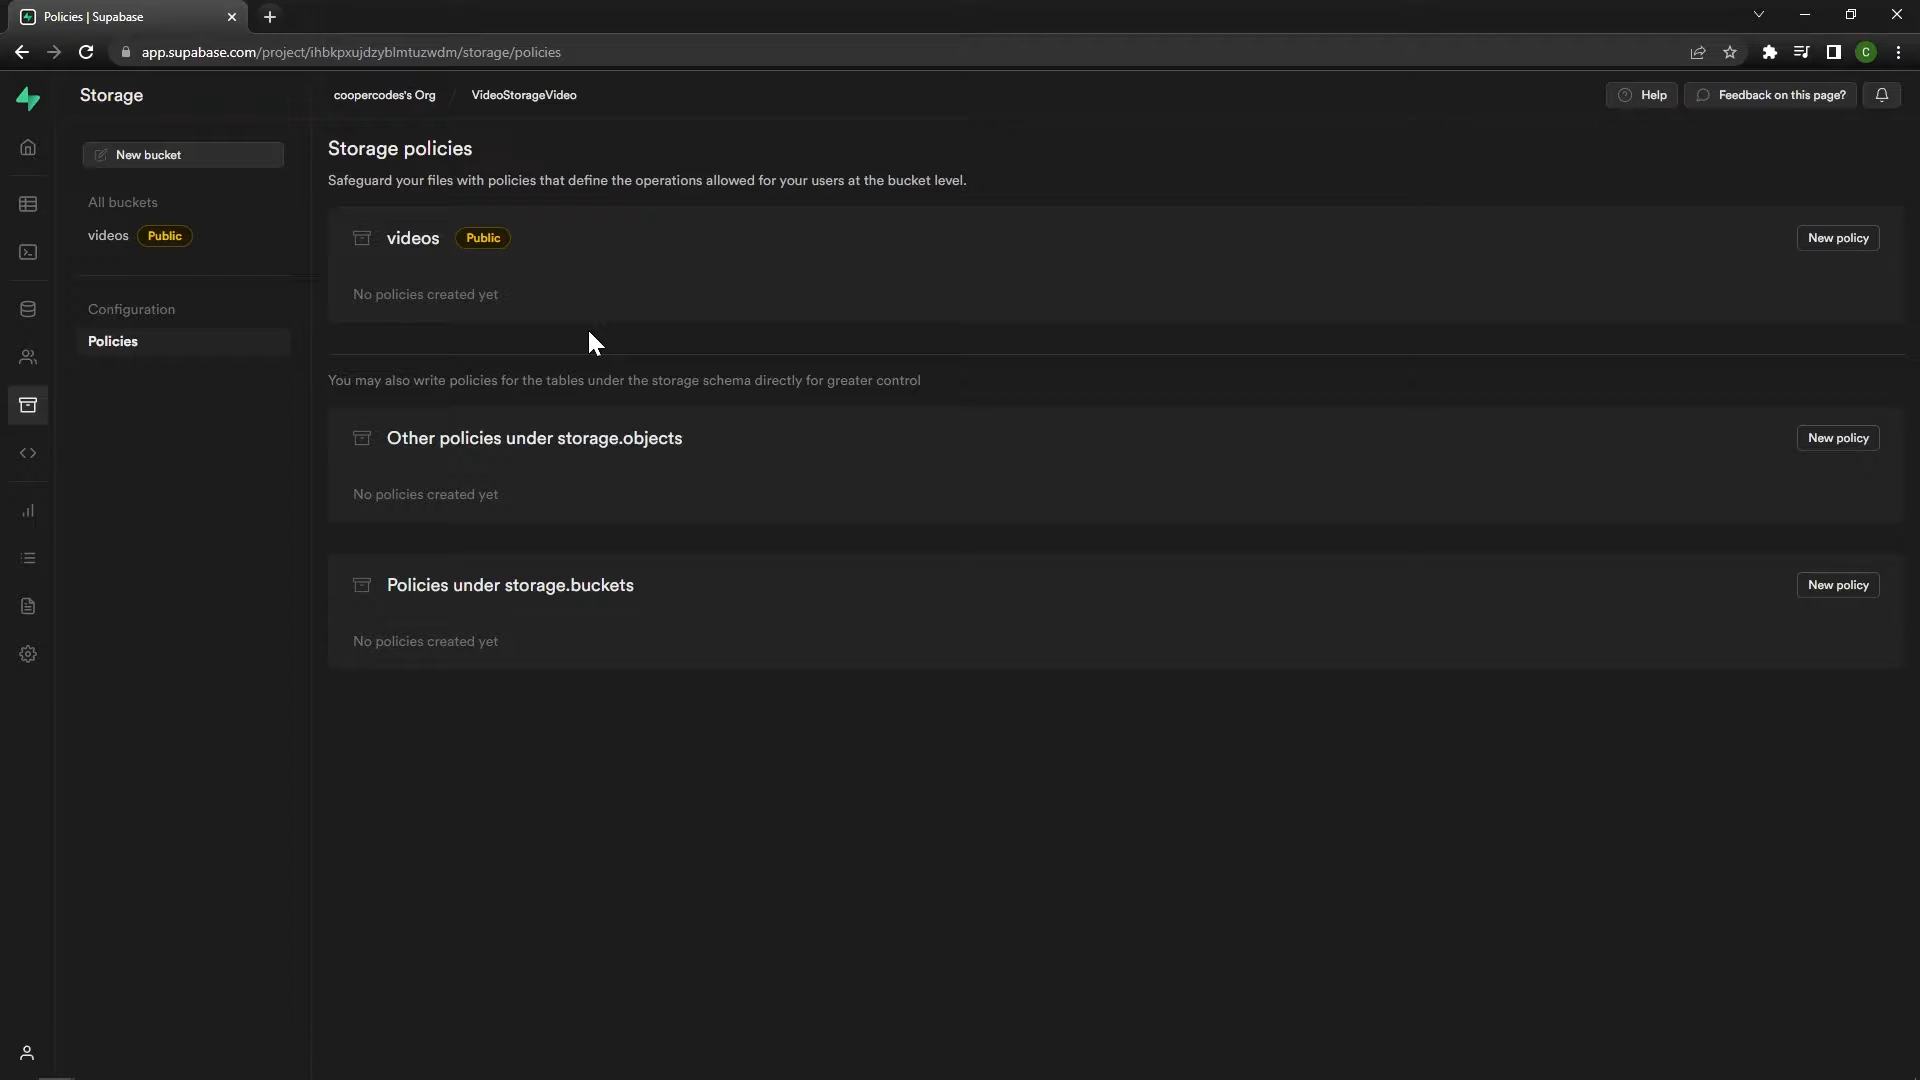 Policies | Supabase
app.supabase.com/project/ihbkpxujdzyblmtuzwdm/storage/policies
C
Storage
coopercodes's Org
VideoStorageVideo
Help
Feedback on this page?
New bucket
All buckets
videos Public
Configuration
Policies
Storage policies
Safeguard your files with policies that define the operations allowed for your users at the bucket level.
videos Public
New policy
No policies created yet
You may also write policies for the tables under the storage schema directly for greater control
Other policies under storage.objects
New policy
No policies created yet
Policies under storage.buckets
New policy
No policies created yet